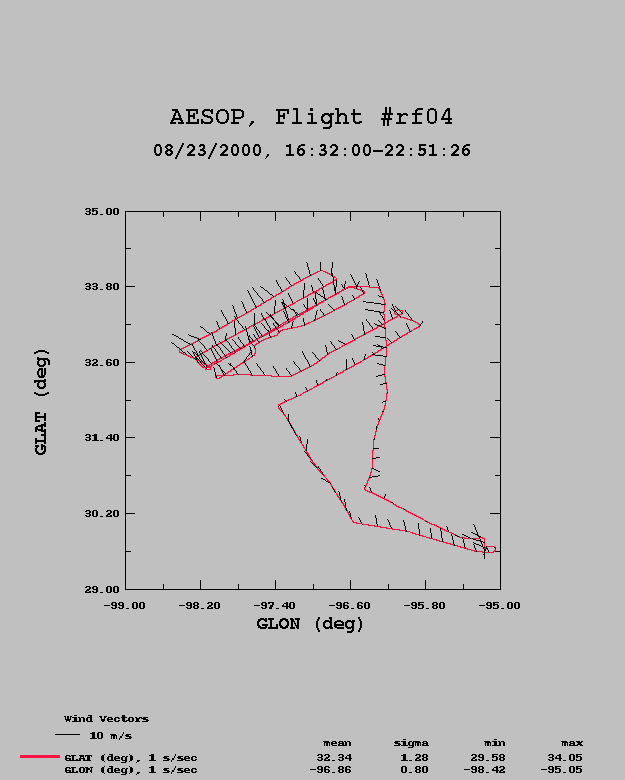 AESOP, Flight #rf04
08/23/2000, 16:32:00−22:51:26
35.00
33.80
32.60
31.40
30.20
29.00
GLAT (deg)
−99.00 −98.20 −97.40 −96.60 −95.80 −95.00
GLON (deg)
Wind Vectors
10 m/s
mean sigma min max
GLAT (deg), 1 s/sec 32.34 1.28 29.58 34.05
GLON (deg), 1 s/sec −96.86 0.80 −98.42 −95.05